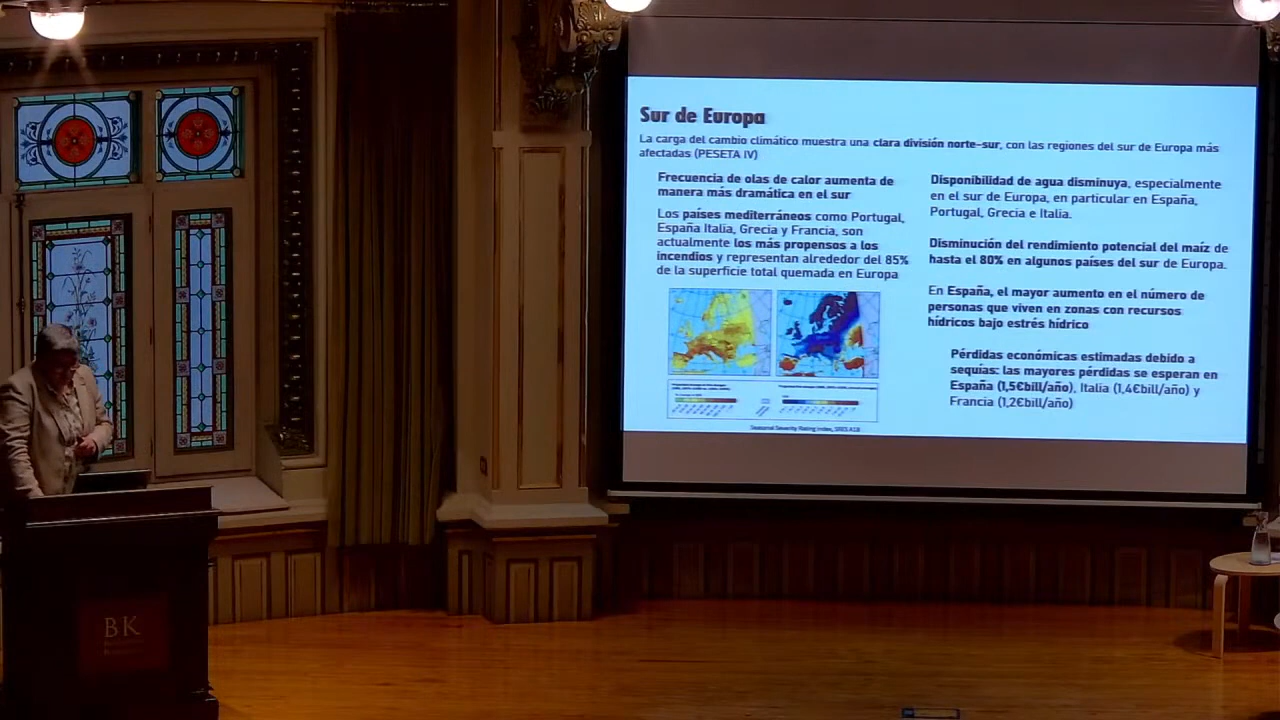 Sur de Europa
La carga del cambio climático muestra una clara división norte-sur, con las regiones del sur de Europa más
afectadas (PESETA IV)
Frecuencia de olas de calor aumenta de
manera más dramática en el sur
Los países mediterráneos como Portugal,
España Italia, Grecia y Francia, son
actualmente los más propensos a los
incendios y representan alrededor del 85%
de la superficie total quemada en Europa
Seasonal Severity Rating Index, SRES A1B
Disponibilidad de agua disminuya, especialmente
en el sur de Europa, en particular en España,
Portugal, Grecia e Italia.
Disminución del rendimiento potencial del maíz de
hasta el 80% en algunos países del sur de Europa.
En España, el mayor aumento en el número de
personas que viven en zonas con recursos
hídricos bajo estrés hídrico
Pérdidas económicas estimadas debido a
sequías: las mayores pérdidas se esperan en
España (1,5€bill/año), Italia (1,4€bill/año) y
Francia (1,2€bill/año)
BK